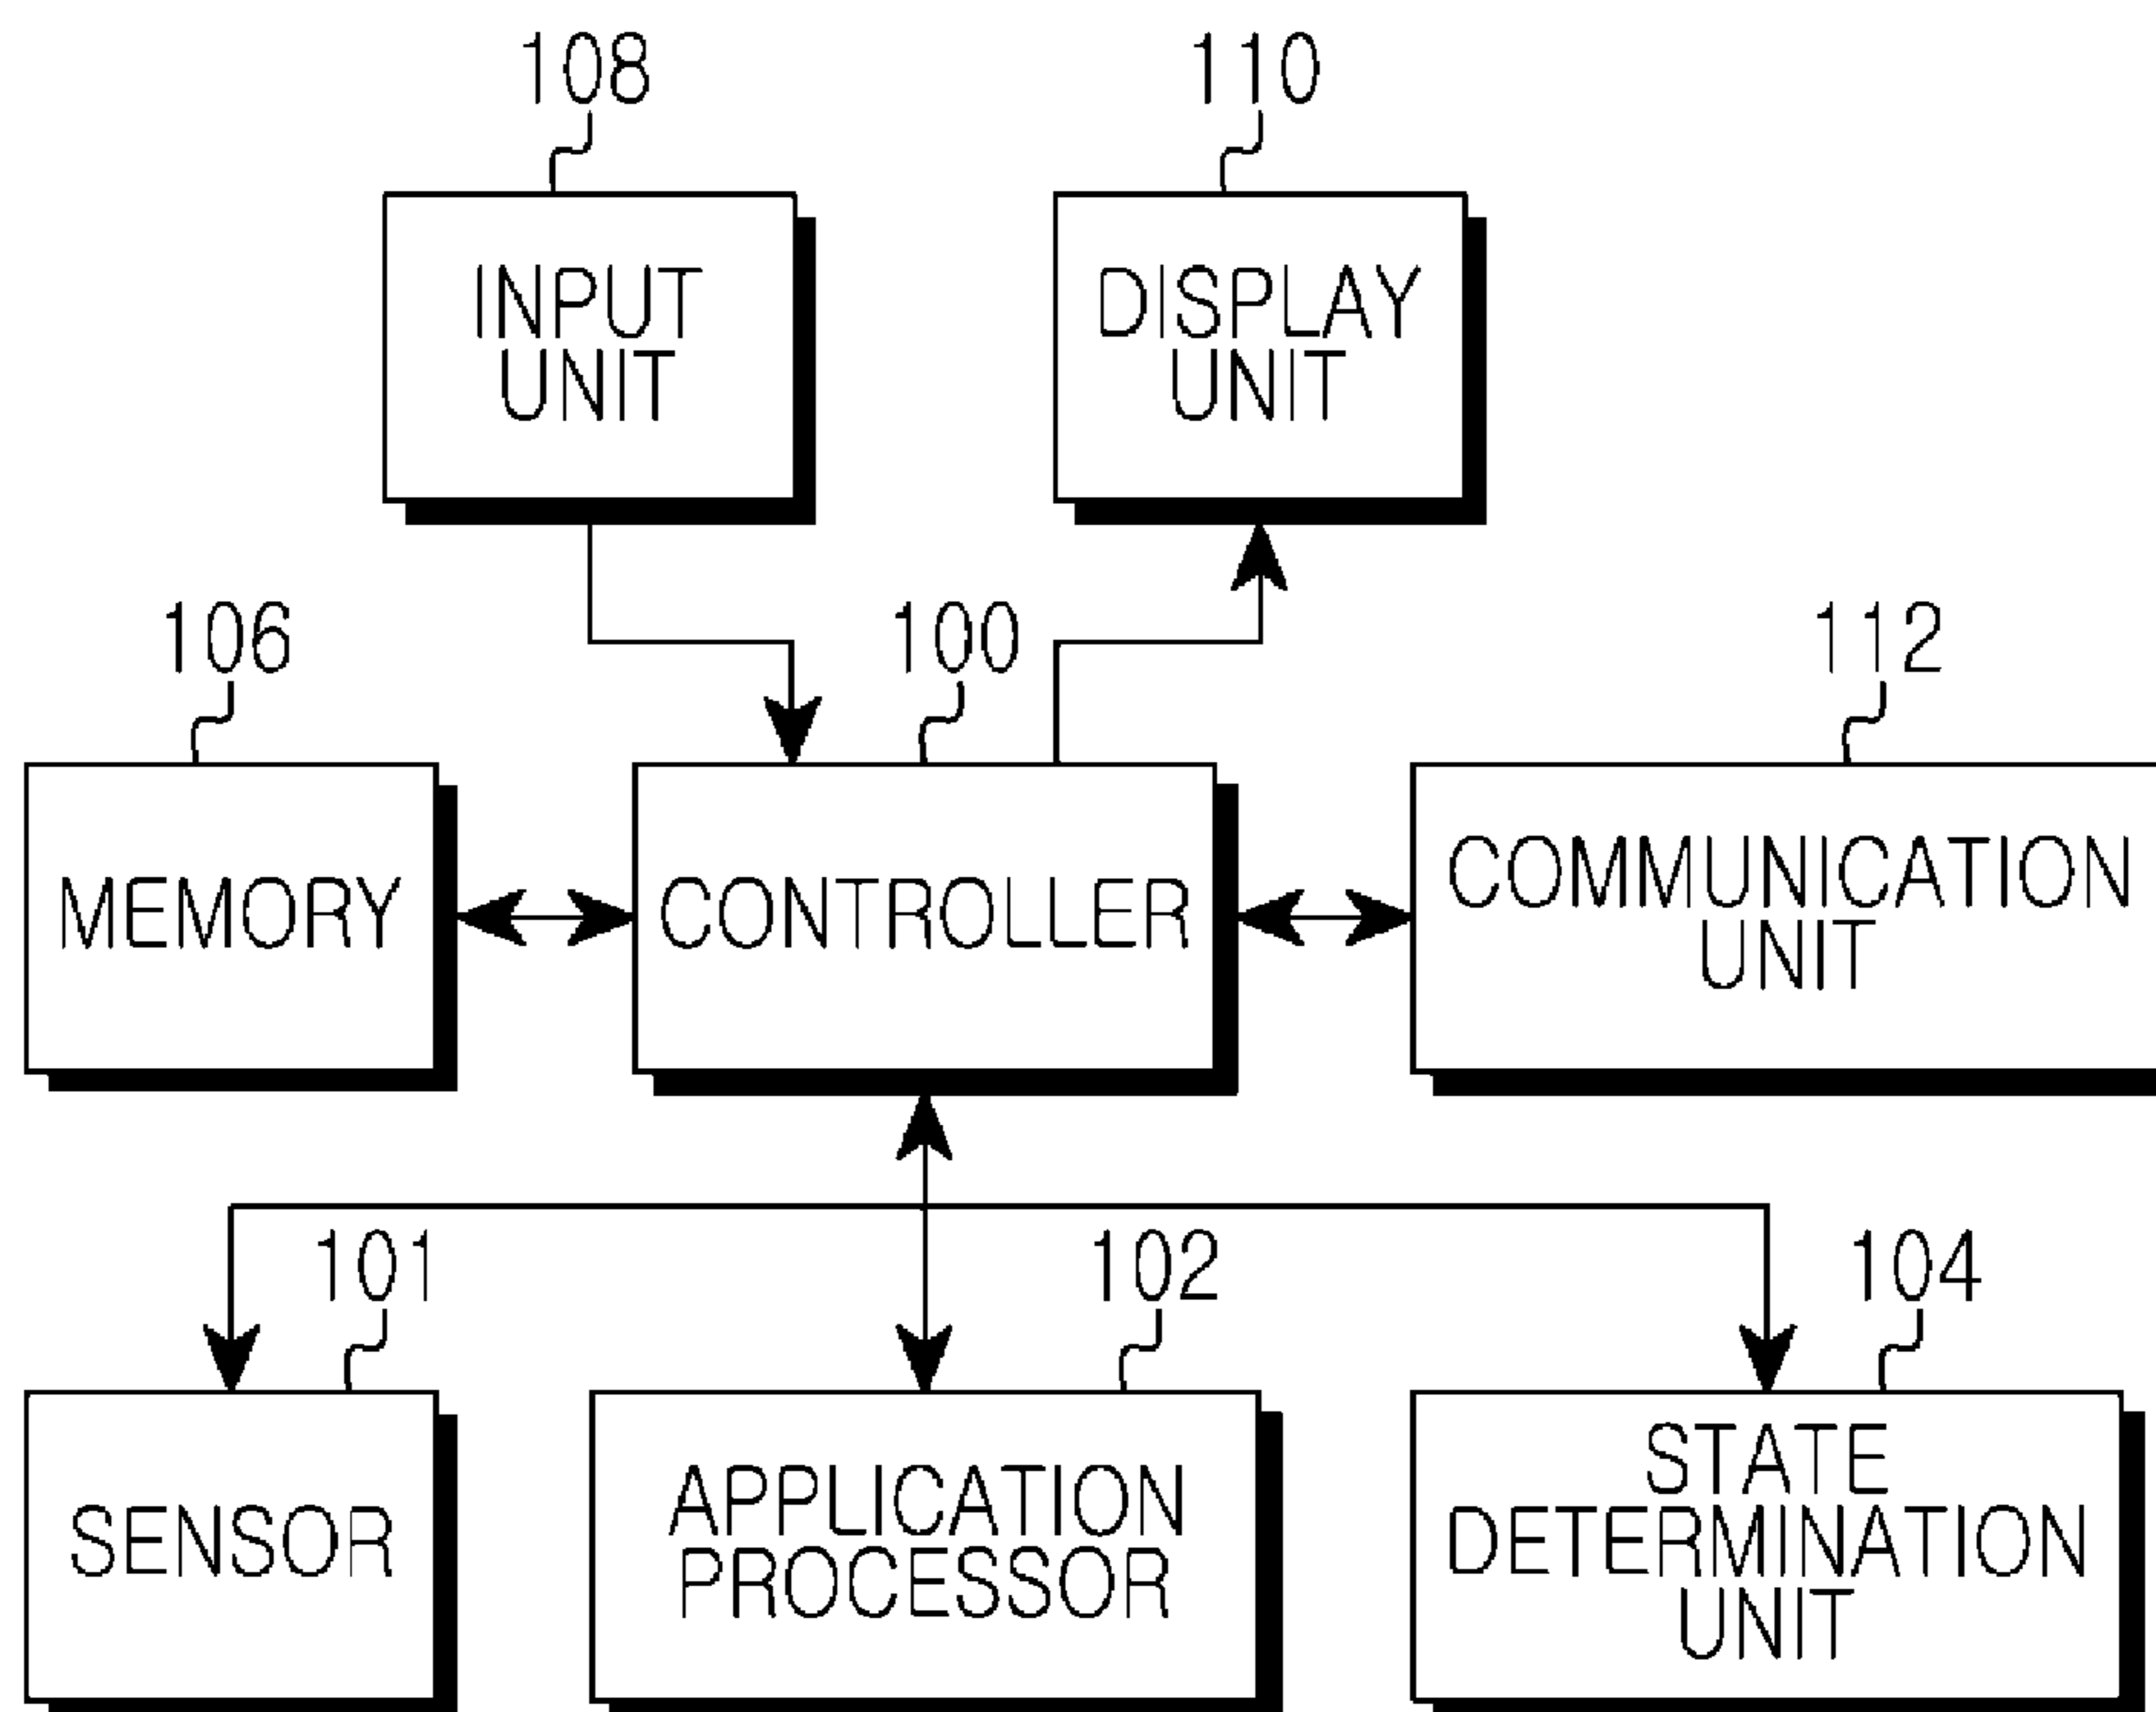 108
110
INPUT
UNIT
DISPLAY
UNIT
106
100
112
MEMORY
CONTROLLER
COMMUNICATION
UNIT
101
102
104
SENSOR
APPLICATION
PROCESSOR
STATE
DETERMINATION
UNIT